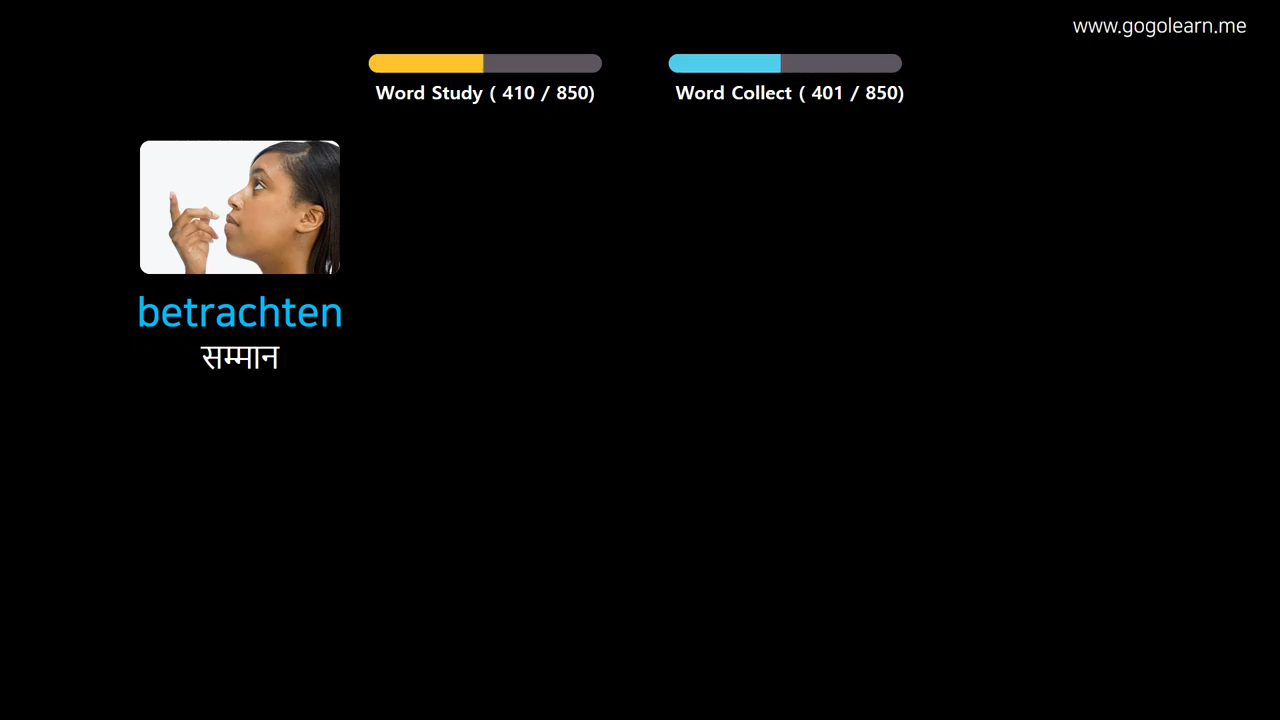 www.gogolearn.me
Word Study ( 410 / 850)
Word Collect ( 401 / 850)
betrachten
सम्मान